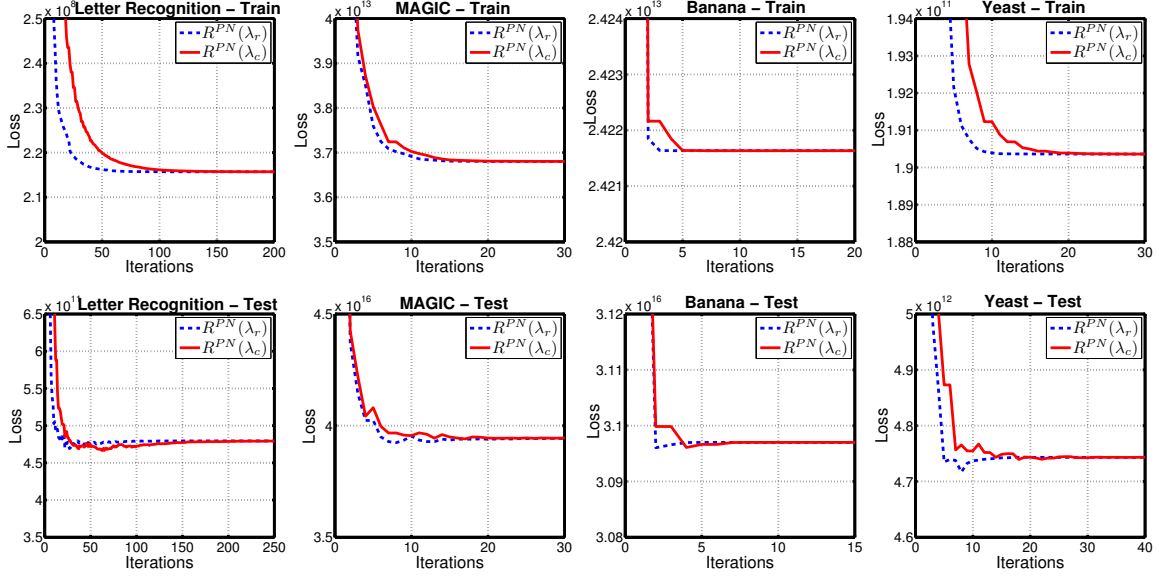 Letter Recognition – Train
x 10^8
2.5
2.4
2.3
2.2
2.1
2
0
50
100
150
200
Loss
Iterations
R^{PN}(λ_r)
R^{PN}(λ_c)
MAGIC – Train
x 10^13
4
3.9
3.8
3.7
3.6
3.5
0
10
20
30
Loss
Iterations
R^{PN}(λ_r)
R^{PN}(λ_c)
Banana – Train
x 10^13
2.424
2.423
2.422
2.421
2.42
0
5
10
15
20
Loss
Iterations
R^{PN}(λ_r)
R^{PN}(λ_c)
Yeast – Train
x 10^11
1.94
1.93
1.92
1.91
1.9
1.89
1.88
0
10
20
30
Loss
Iterations
R^{PN}(λ_r)
R^{PN}(λ_c)
Letter Recognition – Test
x 10^11
6.5
6
5.5
5
4.5
4
3.5
0
50
100
150
200
250
Loss
Iterations
R^{PN}(λ_r)
R^{PN}(λ_c)
MAGIC – Test
x 10^16
4.5
4
3.5
0
10
20
30
Loss
Iterations
R^{PN}(λ_r)
R^{PN}(λ_c)
Banana – Test
x 10^16
3.12
3.11
3.1
3.09
3.08
0
5
10
15
Loss
Iterations
R^{PN}(λ_r)
R^{PN}(λ_c)
Yeast – Test
x 10^12
5
4.9
4.8
4.7
4.6
0
10
20
30
40
Loss
Iterations
R^{PN}(λ_r)
R^{PN}(λ_c)